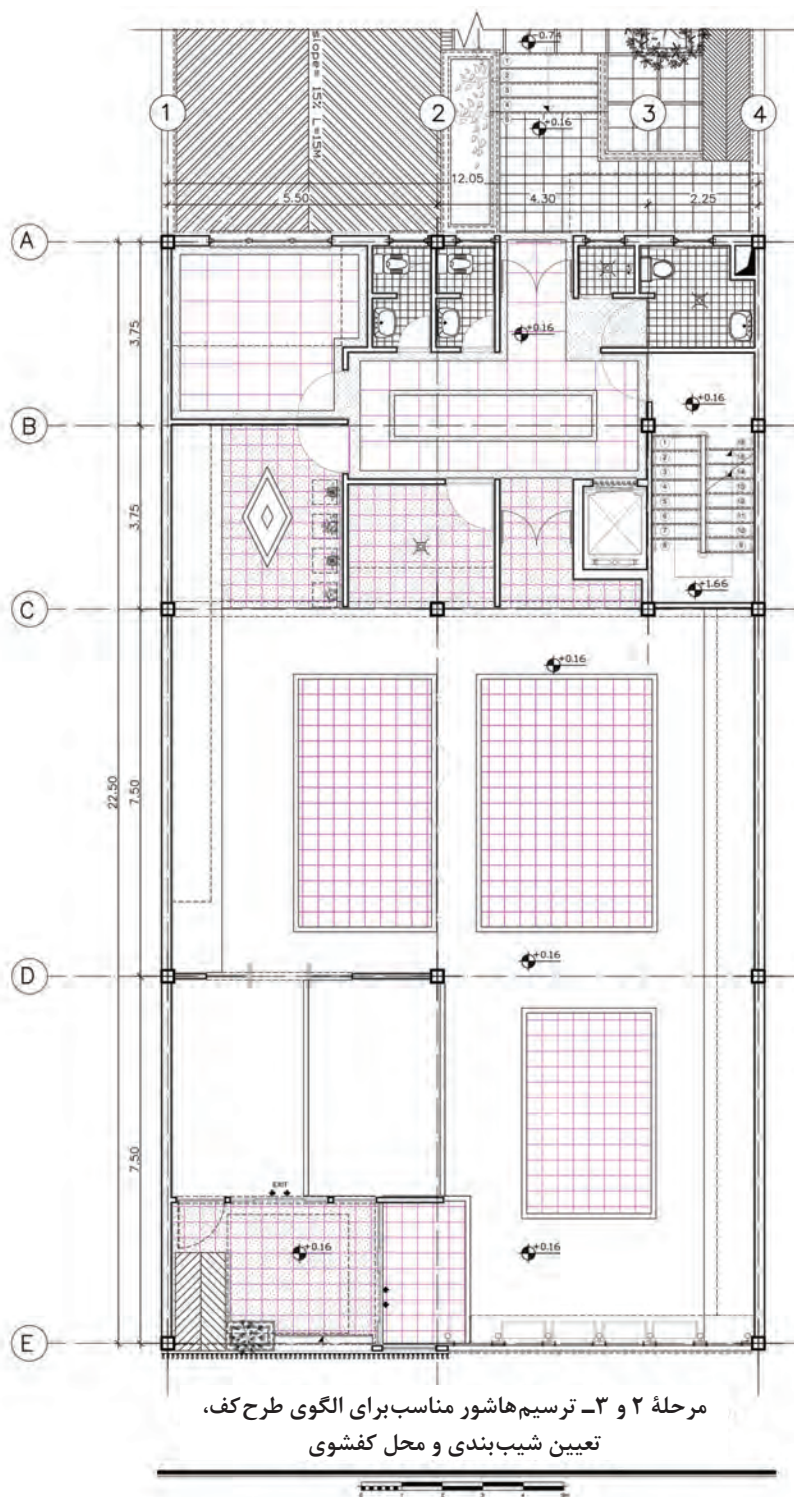 -0.74
slope= 15% L=15M
1
2
3
4
+0.16
12.05
5.50
4.30
2.25
A
3.75
+0.16
+0.16
B
3.75
+1.66
C
+0.16
22.50
7.50
+0.16
D
7.50
EXIT
+0.16
+0.16
E
مرحلهٔ ۲ و ۳ــ ترسیم هاشور مناسب برای الگوی طرح کف،
تعیین شیب‌بندی و محل کفشوی